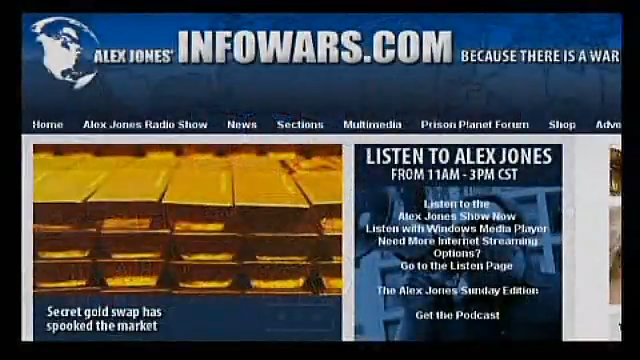 ALEX JONES' INFOWARS.COM BECAUSE THERE IS A WAR
Home Alex Jones Radio Show News Sections Multimedia Prison Planet Forum Shop Adve
LISTEN TO ALEX JONES
FROM 11AM - 3PM CST
Listen to the
Alex Jones Show Now
Listen with Windows Media Player
Need More Internet Streaming
Options?
Go to the Listen Page
The Alex Jones Sunday Edition
Get the Podcast
Secret gold swap has
spooked the market